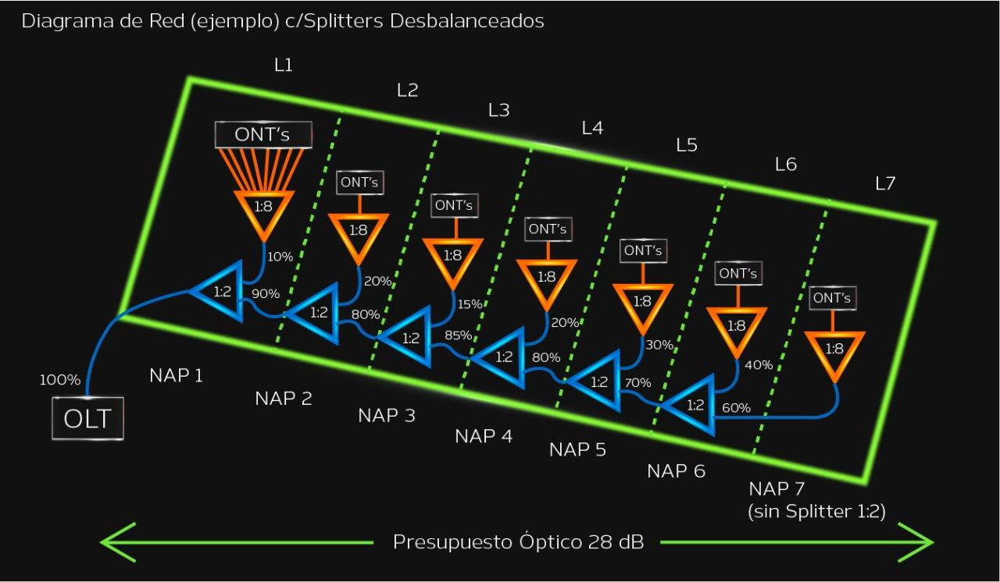 Diagrama de Red (ejemplo) c/Splitters Desbalanceados
L1
L2
L3
L4
L5
L6
L7
ONT's
1:8
10%
1:2
90%
ONT's
1:8
20%
1:2
80%
ONT's
1:8
15%
1:2
85%
ONT's
1:8
20%
1:2
80%
ONT's
1:8
30%
1:2
70%
ONT's
1:8
40%
1:2
60%
ONT's
1:8
100%
OLT
NAP 1
NAP 2
NAP 3
NAP 4
NAP 5
NAP 6
NAP 7
(sin Splitter 1:2)
Presupuesto Óptico 28 dB